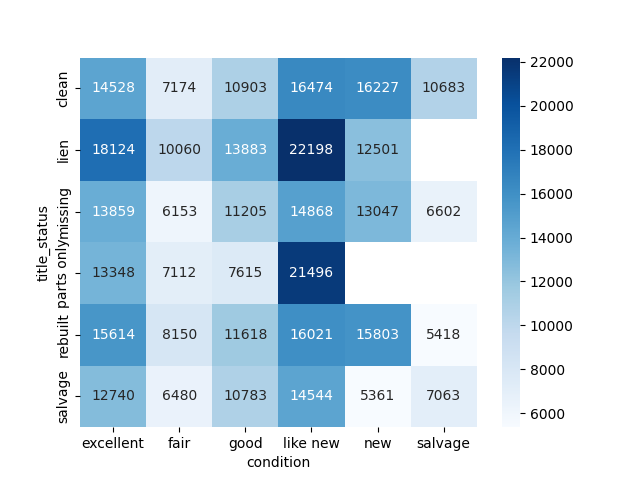 clean 14528 7174 10903 16474 16227 10683
lien 18124 10060 13883 22198 12501
missing 13859 6153 11205 14868 13047 6602
parts only 13348 7112 7615 21496
rebuilt 15614 8150 11618 16021 15803 5418
salvage 12740 6480 10783 14544 5361 7063
excellent fair good like new new salvage
condition
title_status
22000
20000
18000
16000
14000
12000
10000
8000
6000